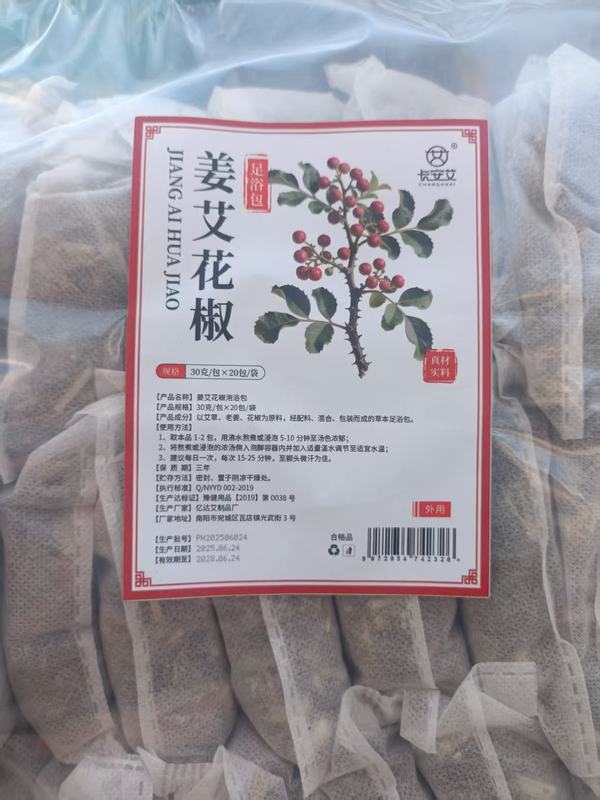 姜艾花椒
JIANG AI HUA JIAO
足浴包
长安艾
CHANGANAI
®
真材
实料
规格 30克/包×20包/袋
【产品名称】姜艾花椒泡浴包
【产品规格】30克/包×20包/袋
【产品成分】以艾草、老姜、花椒为原料,经配料、混合、包装而成的草本足浴包。
【使用方法】
1、取本品 1-2 包,用沸水熬煮或浸泡 5-10 分钟至汤色浓郁;
2、将熬煮或浸泡的浓汤倒入泡脚容器内并加入适量温水调节至适宜水温;
3、建议每日一次,每次 15-25 分钟,至额头微汗为佳。
【保 质 期】三年
【贮存方法】密封、置于阴凉干燥处。
【执行标准】Q/NYYD 002-2019
【生产达标证】豫健用品【2019】第 0038 号
【生产厂家】亿达艾制品厂
【厂家地址】南阳市宛城区瓦店镇光武街 3 号
外用
【生产批号】PH202506024
【生产日期】2025.06.24
【有效期至】2028.06.24
合格品
6 972954 742326